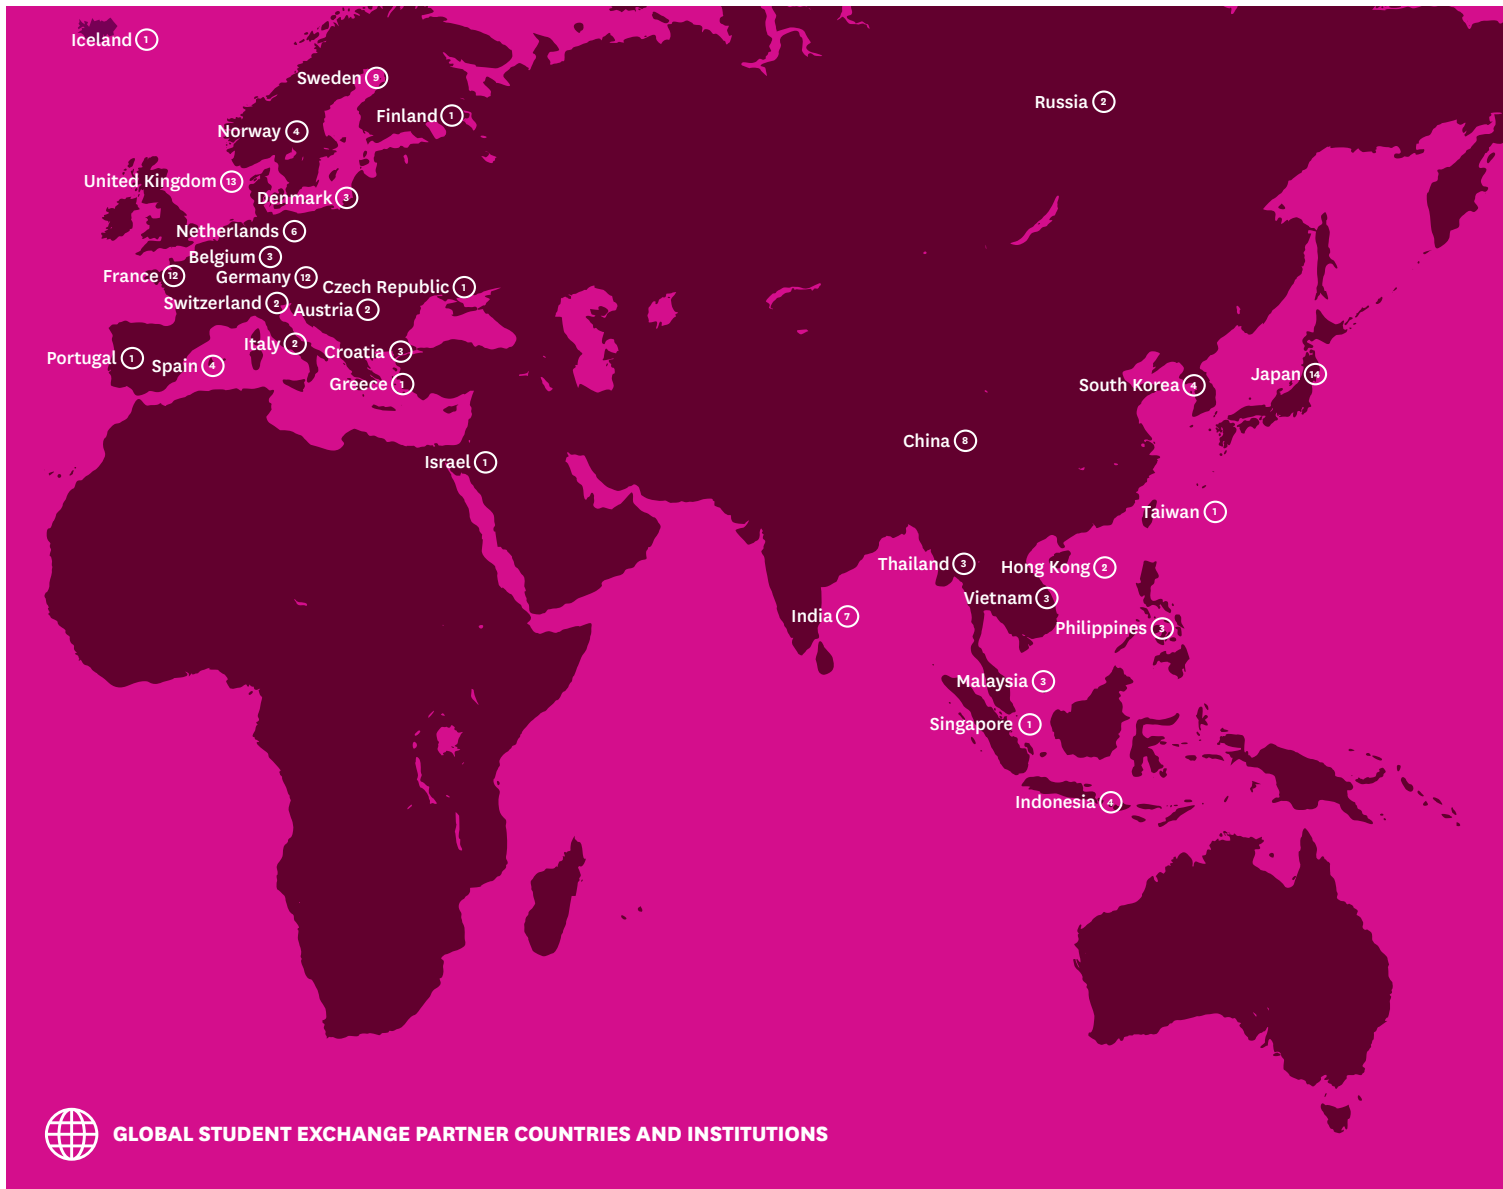 Iceland 1
Sweden 9
Russia 2
Finland 1
Norway 4
United Kingdom 13
Denmark 3
Netherlands 6
Belgium 3
France 12
Germany 12
Czech Republic 1
Switzerland 2
Austria 2
Italy 2
Croatia 3
Portugal 1
Spain 4
Greece 1
South Korea 4
Japan 14
China 8
Israel 1
Taiwan 1
Thailand 3
Hong Kong 2
Vietnam 3
India 7
Philippines 3
Malaysia 3
Singapore 1
Indonesia 4
GLOBAL STUDENT EXCHANGE PARTNER COUNTRIES AND INSTITUTIONS